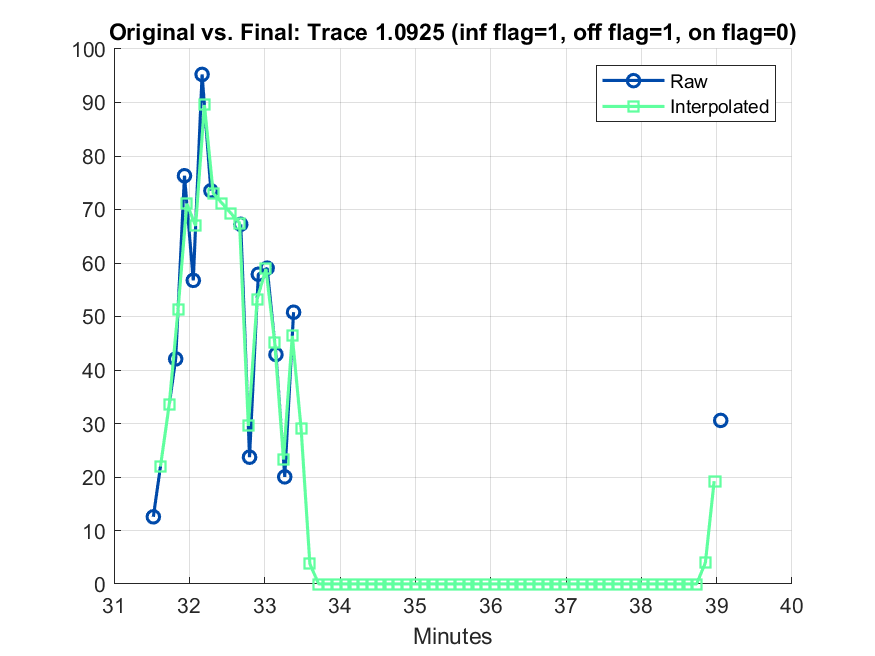 Original vs. Final: Trace 1.0925 (inf flag=1, off flag=1, on flag=0)
100
90
80
70
60
50
40
30
20
10
0
Raw
Interpolated
31 32 33 34 35 36 37 38 39 40
Minutes